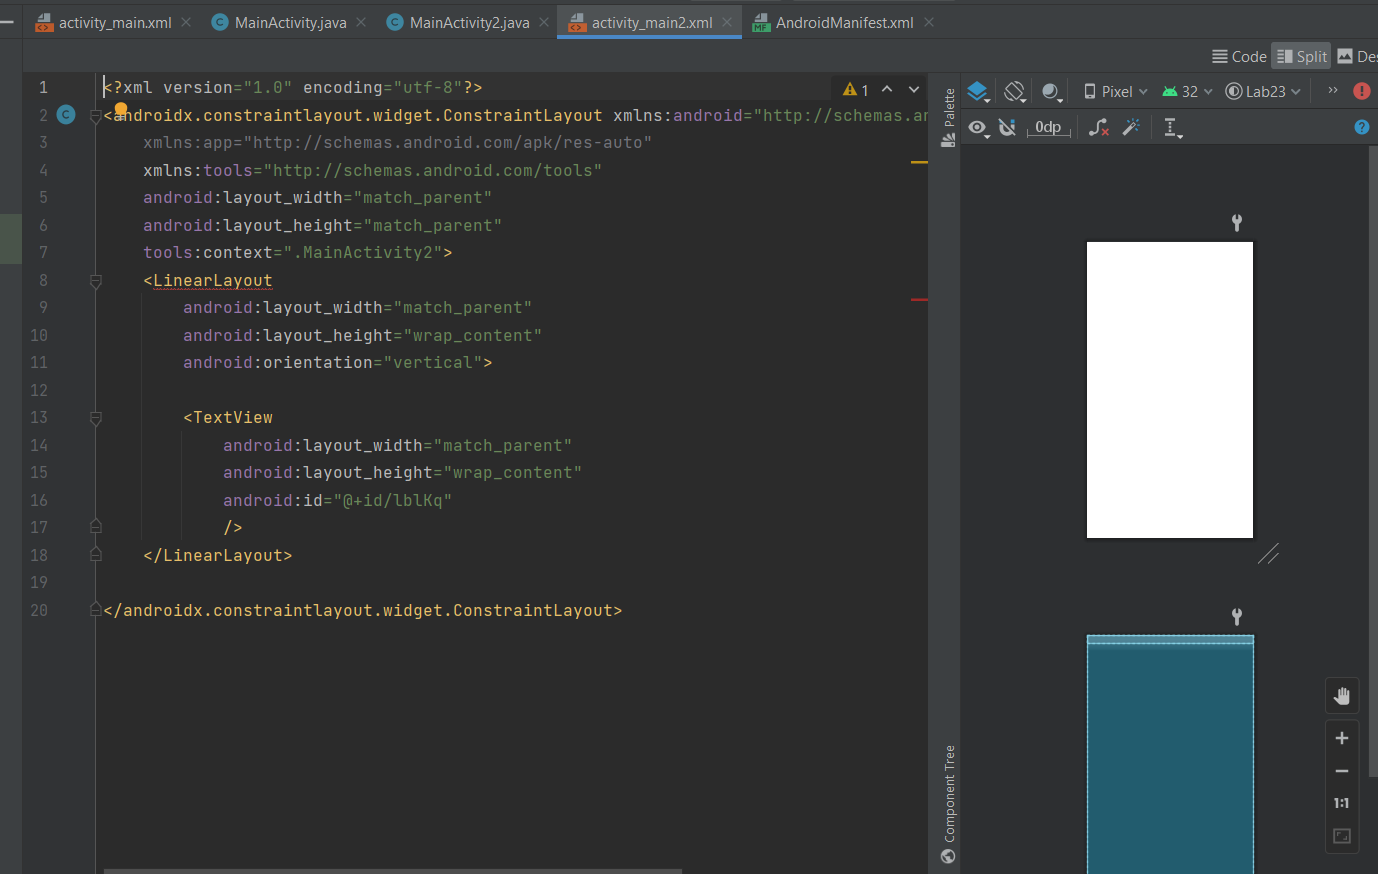 activity_main.xml MainActivity.java MainActivity2.java activity_main2.xml AndroidManifest.xml
Code Split Des
1 <?xml version="1.0" encoding="utf-8"?> 1
2 <androidx.constraintlayout.widget.ConstraintLayout xmlns:android="http://schemas.an
3 xmlns:app="http://schemas.android.com/apk/res-auto"
4 xmlns:tools="http://schemas.android.com/tools"
5 android:layout_width="match_parent"
6 android:layout_height="match_parent"
7 tools:context=".MainActivity2">
8 <LinearLayout
9 android:layout_width="match_parent"
10 android:layout_height="wrap_content"
11 android:orientation="vertical">
12
13 <TextView
14 android:layout_width="match_parent"
15 android:layout_height="wrap_content"
16 android:id="@+id/lblKq"
17 />
18 </LinearLayout>
19
20 </androidx.constraintlayout.widget.ConstraintLayout>
Palette
Component Tree
Pixel 32 Lab23
0dp
1:1